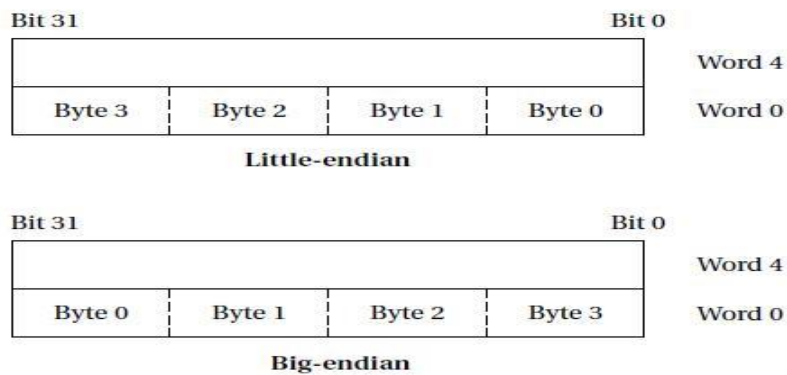 Bit 31 Bit 0
Word 4
Byte 3 Byte 2 Byte 1 Byte 0 Word 0
Little-endian
Bit 31 Bit 0
Word 4
Byte 0 Byte 1 Byte 2 Byte 3 Word 0
Big-endian